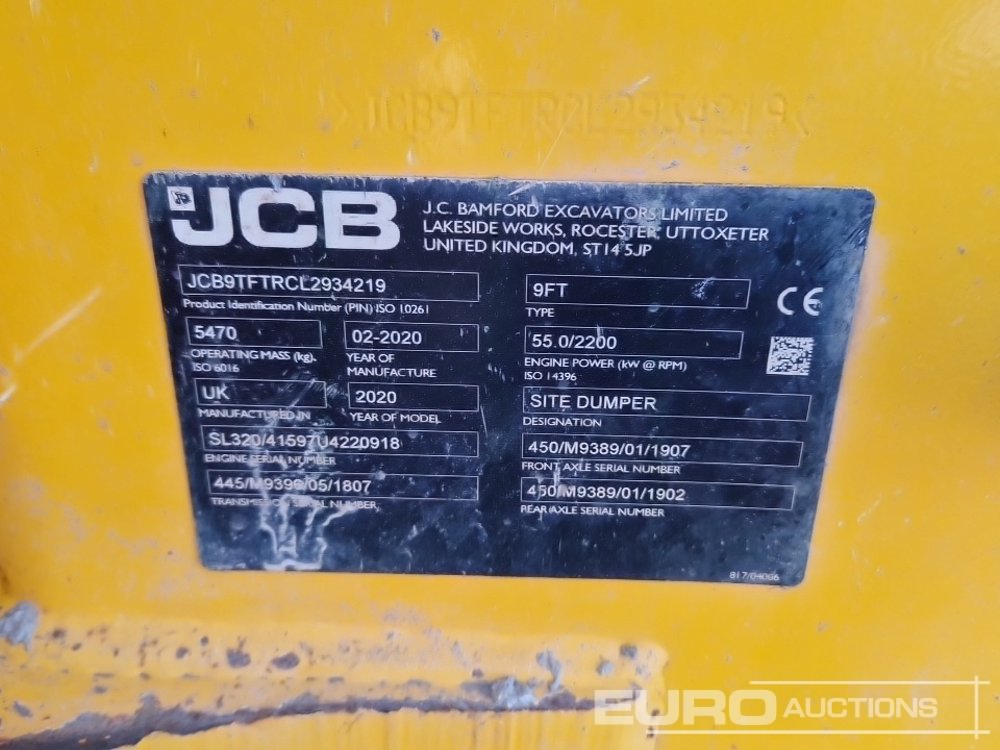 >JCB9TFTRCL2934219<
JCB
J.C. BAMFORD EXCAVATORS LIMITED
LAKESIDE WORKS, ROCESTER, UTTOXETER
UNITED KINGDOM, ST14 5JP
JCB9TFTRCL2934219
Product Identification Number (PIN) ISO 10261
9FT
TYPE
CE
5470
OPERATING MASS (kg).
ISO 6016
02-2020
YEAR OF
MANUFACTURE
55.0/2200
ENGINE POWER (kW @ RPM)
ISO 14396
UK
MANUFACTURED IN
2020
YEAR OF MODEL
SITE DUMPER
DESIGNATION
SL320/41597U4220918
ENGINE SERIAL NUMBER
450/M9389/01/1907
FRONT AXLE SERIAL NUMBER
445/M9396/05/1807
TRANSMISSION SERIAL NUMBER
450/M9389/01/1902
REAR AXLE SERIAL NUMBER
817/04006
EURO AUCTIONS